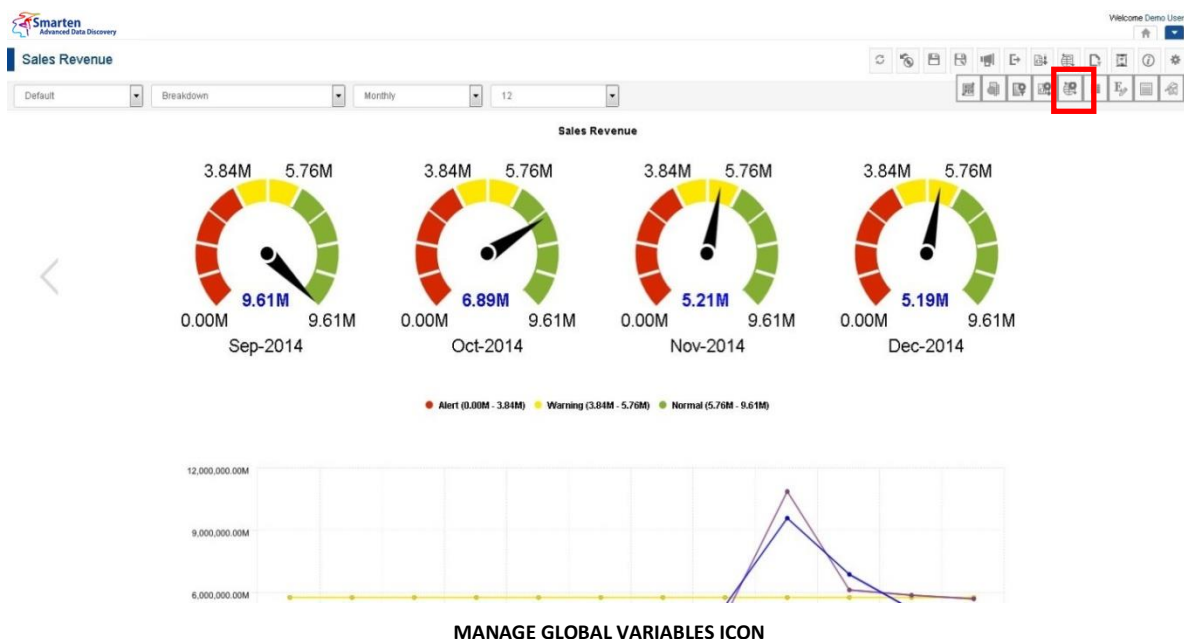 Smarten
Advanced Data Discovery
Welcome Demo User
Sales Revenue
Default Breakdown Monthly 12
Sales Revenue
3.84M 5.76M 3.84M 5.76M 3.84M 5.76M 3.84M 5.76M
9.61M 6.89M 5.21M 5.19M
0.00M 9.61M 0.00M 9.61M 0.00M 9.61M 0.00M 9.61M
Sep-2014 Oct-2014 Nov-2014 Dec-2014
Alert (0.00M - 3.84M) Warning (3.84M - 5.76M) Normal (5.76M - 9.61M)
12,000,000.00M
9,000,000.00M
6,000,000.00M
MANAGE GLOBAL VARIABLES ICON